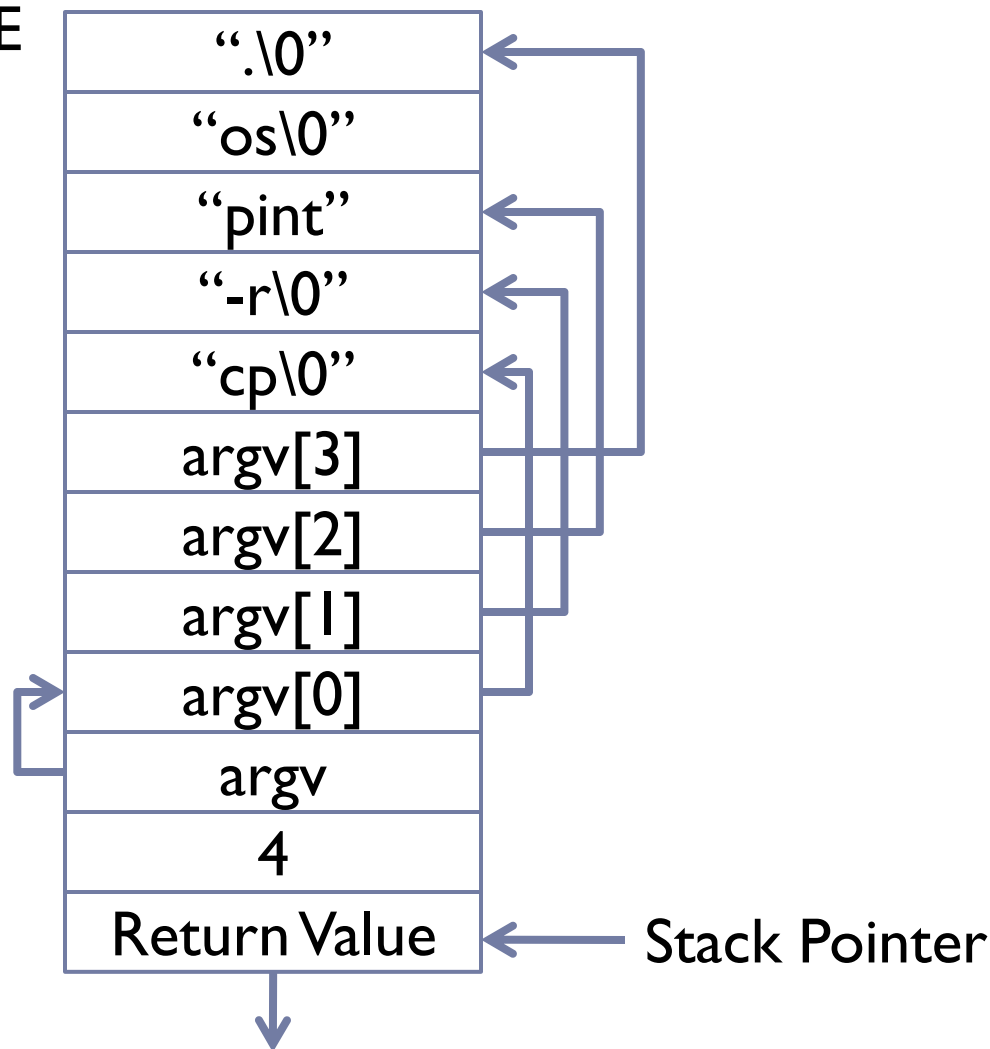 E
“.\0”
“os\0”
“pint”
“-r\0”
“cp\0”
argv[3]
argv[2]
argv[1]
argv[0]
argv
4
Return Value
Stack Pointer